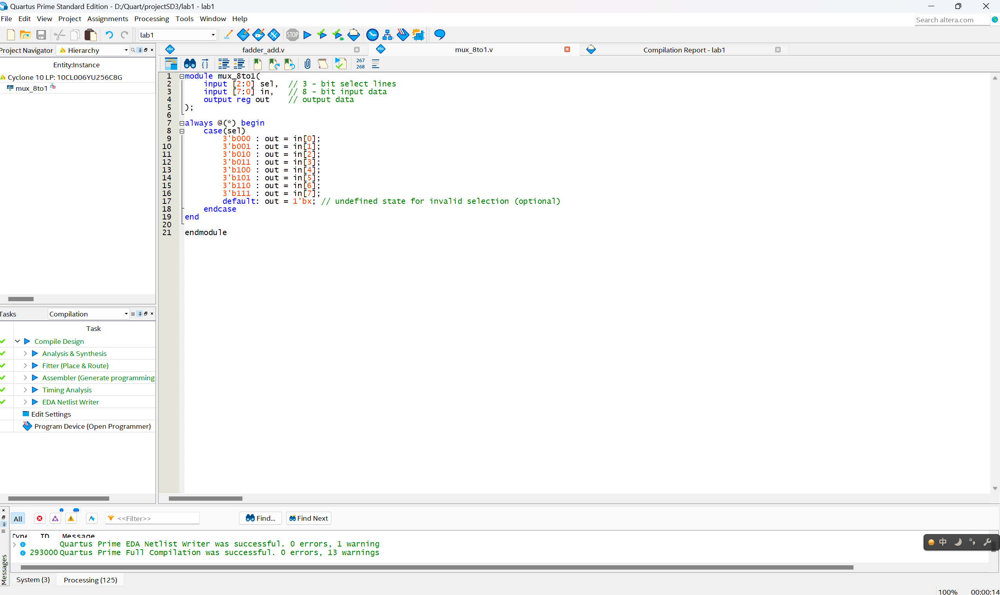 Quartus Prime Standard Edition - D:/Quart/projectSD3/lab1 - lab1
File Edit View Project Assignments Processing Tools Window Help
Search altera.com
lab1
STOP
Project Navigator Hierarchy
abc fadder_add.v
abc mux_8to1.v
Compilation Report - lab1
267
268
Entity:Instance
Cyclone 10 LP: 10CL006YU256C8G
abc mux_8to1
1 module mux_8to1(
2 input [2:0] sel, // 3 - bit select lines
3 input [7:0] in, // 8 - bit input data
4 output reg out // output data
5 );
6
7 always @(*) begin
8 case(sel)
9 3'b000 : out = in[0];
10 3'b001 : out = in[1];
11 3'b010 : out = in[2];
12 3'b011 : out = in[3];
13 3'b100 : out = in[4];
14 3'b101 : out = in[5];
15 3'b110 : out = in[6];
16 3'b111 : out = in[7];
17 default: out = 1'bx; // undefined state for invalid selection (optional)
18 endcase
19 end
20
21 endmodule
Tasks Compilation
Task
Compile Design
Analysis & Synthesis
Fitter (Place & Route)
Assembler (Generate programming
Timing Analysis
EDA Netlist Writer
Edit Settings
Program Device (Open Programmer)
All <<Filter>> Find... Find Next
Type ID Message
Quartus Prime EDA Netlist Writer was successful. 0 errors, 1 warning
293000 Quartus Prime Full Compilation was successful. 0 errors, 13 warnings
中
Messages
System (3) Processing (125)
100% 00:00:14